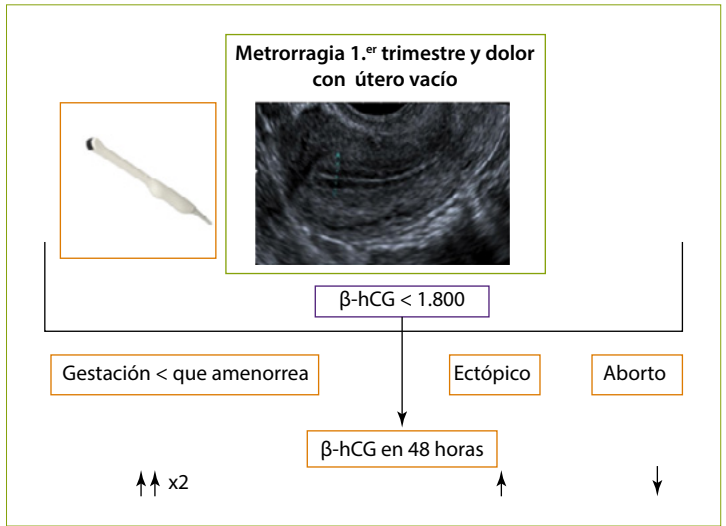 Metrorragia 1.er trimestre y dolor
con útero vacío
β-hCG < 1.800
Gestación < que amenorrea
Ectópico
Aborto
β-hCG en 48 horas
x2